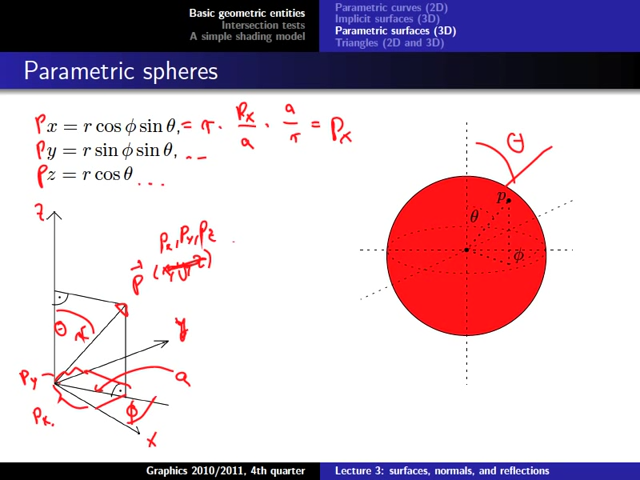 Basic geometric entities
Intersection tests
A simple shading model
Parametric curves (2D)
Implicit surfaces (3D)
Parametric surfaces (3D)
Triangles (2D and 3D)
Parametric spheres
Px = r cos ϕ sin θ, = r · Px/a · a/r = Px
Py = r sin ϕ sin θ, ...
Pz = r cos θ ...
θ
p
θ
ϕ
z
Px, Py, Pz
P
θ
r
y
Py
a
Px
ϕ
x
Graphics 2010/2011, 4th quarter
Lecture 3: surfaces, normals, and reflections